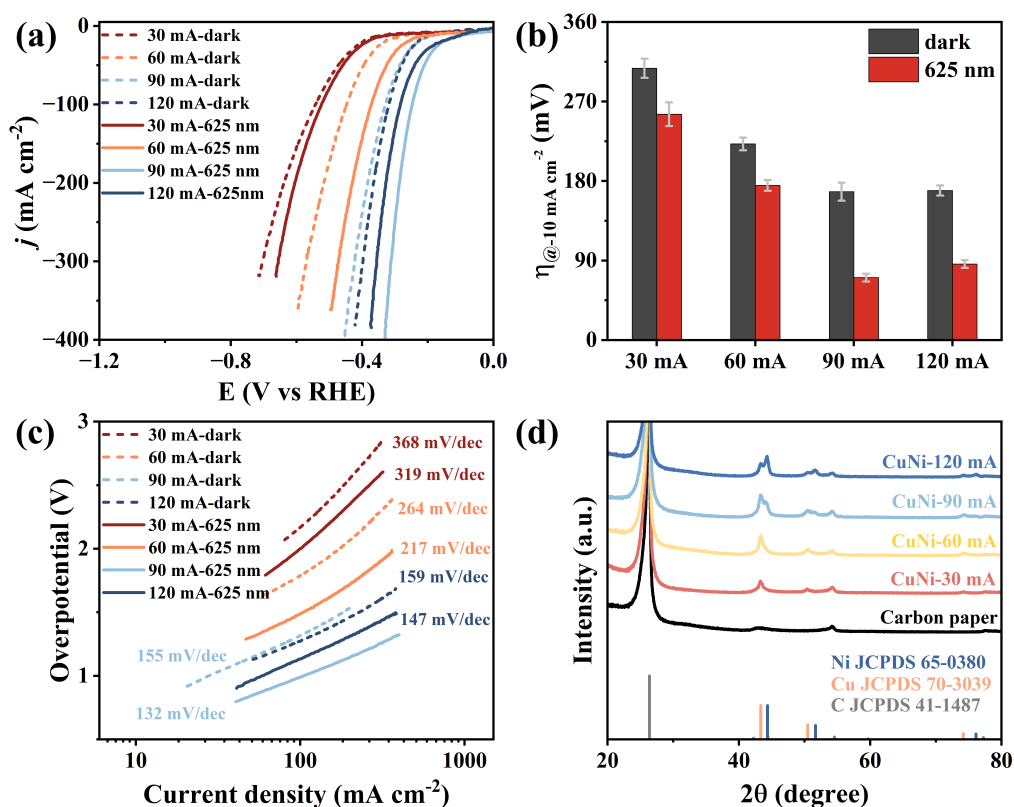 (a)
30 mA-dark
60 mA-dark
90 mA-dark
120 mA-dark
30 mA-625 nm
60 mA-625 nm
90 mA-625 nm
120 mA-625nm
0
−100
−200
−300
−400
−1.2
−0.8
−0.4
0.0
j (mA cm⁻²)
E (V vs RHE)
(b)
dark
625 nm
360
270
180
90
0
30 mA
60 mA
90 mA
120 mA
η@-10 mA cm⁻² (mV)
(c)
30 mA-dark
60 mA-dark
90 mA-dark
120 mA-dark
30 mA-625 nm
60 mA-625 nm
90 mA-625 nm
120 mA-625 nm
368 mV/dec
319 mV/dec
264 mV/dec
217 mV/dec
159 mV/dec
147 mV/dec
155 mV/dec
132 mV/dec
3
2
1
10
100
1000
Overpotential (V)
Current density (mA cm⁻²)
(d)
CuNi-120 mA
CuNi-90 mA
CuNi-60 mA
CuNi-30 mA
Carbon paper
Ni JCPDS 65-0380
Cu JCPDS 70-3039
C JCPDS 41-1487
20
40
60
80
Intensity (a.u.)
2θ (degree)